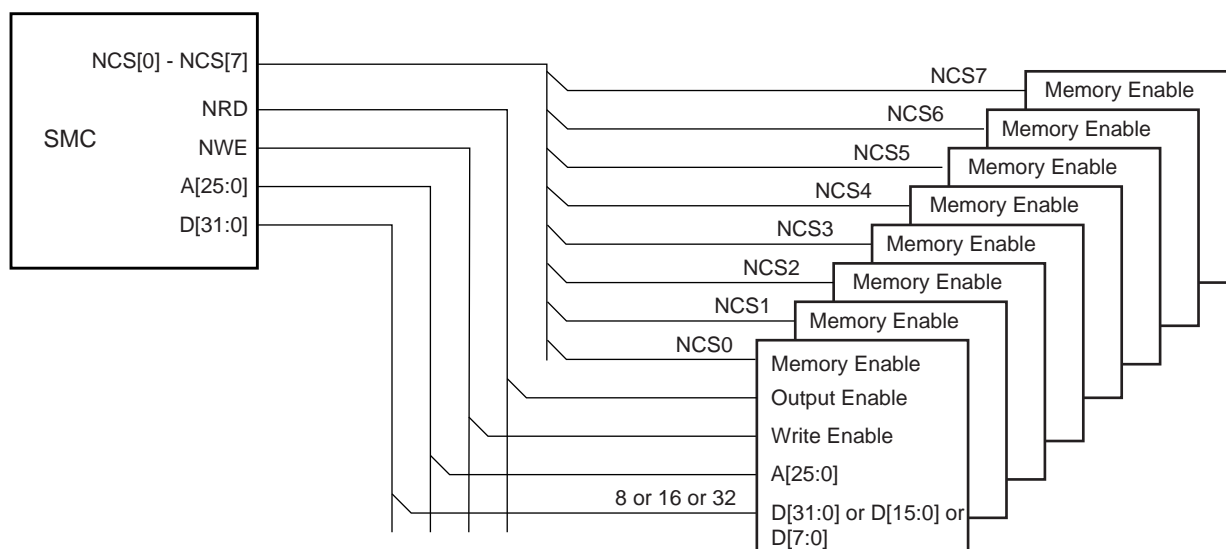 NCS[0] - NCS[7]
NRD
SMC
NWE
A[25:0]
D[31:0]
NCS7
Memory Enable
NCS6
Memory Enable
NCS5
Memory Enable
NCS4
Memory Enable
NCS3
Memory Enable
NCS2
Memory Enable
NCS1
Memory Enable
NCS0
Memory Enable
Output Enable
Write Enable
A[25:0]
8 or 16 or 32
D[31:0] or D[15:0] or
D[7:0]